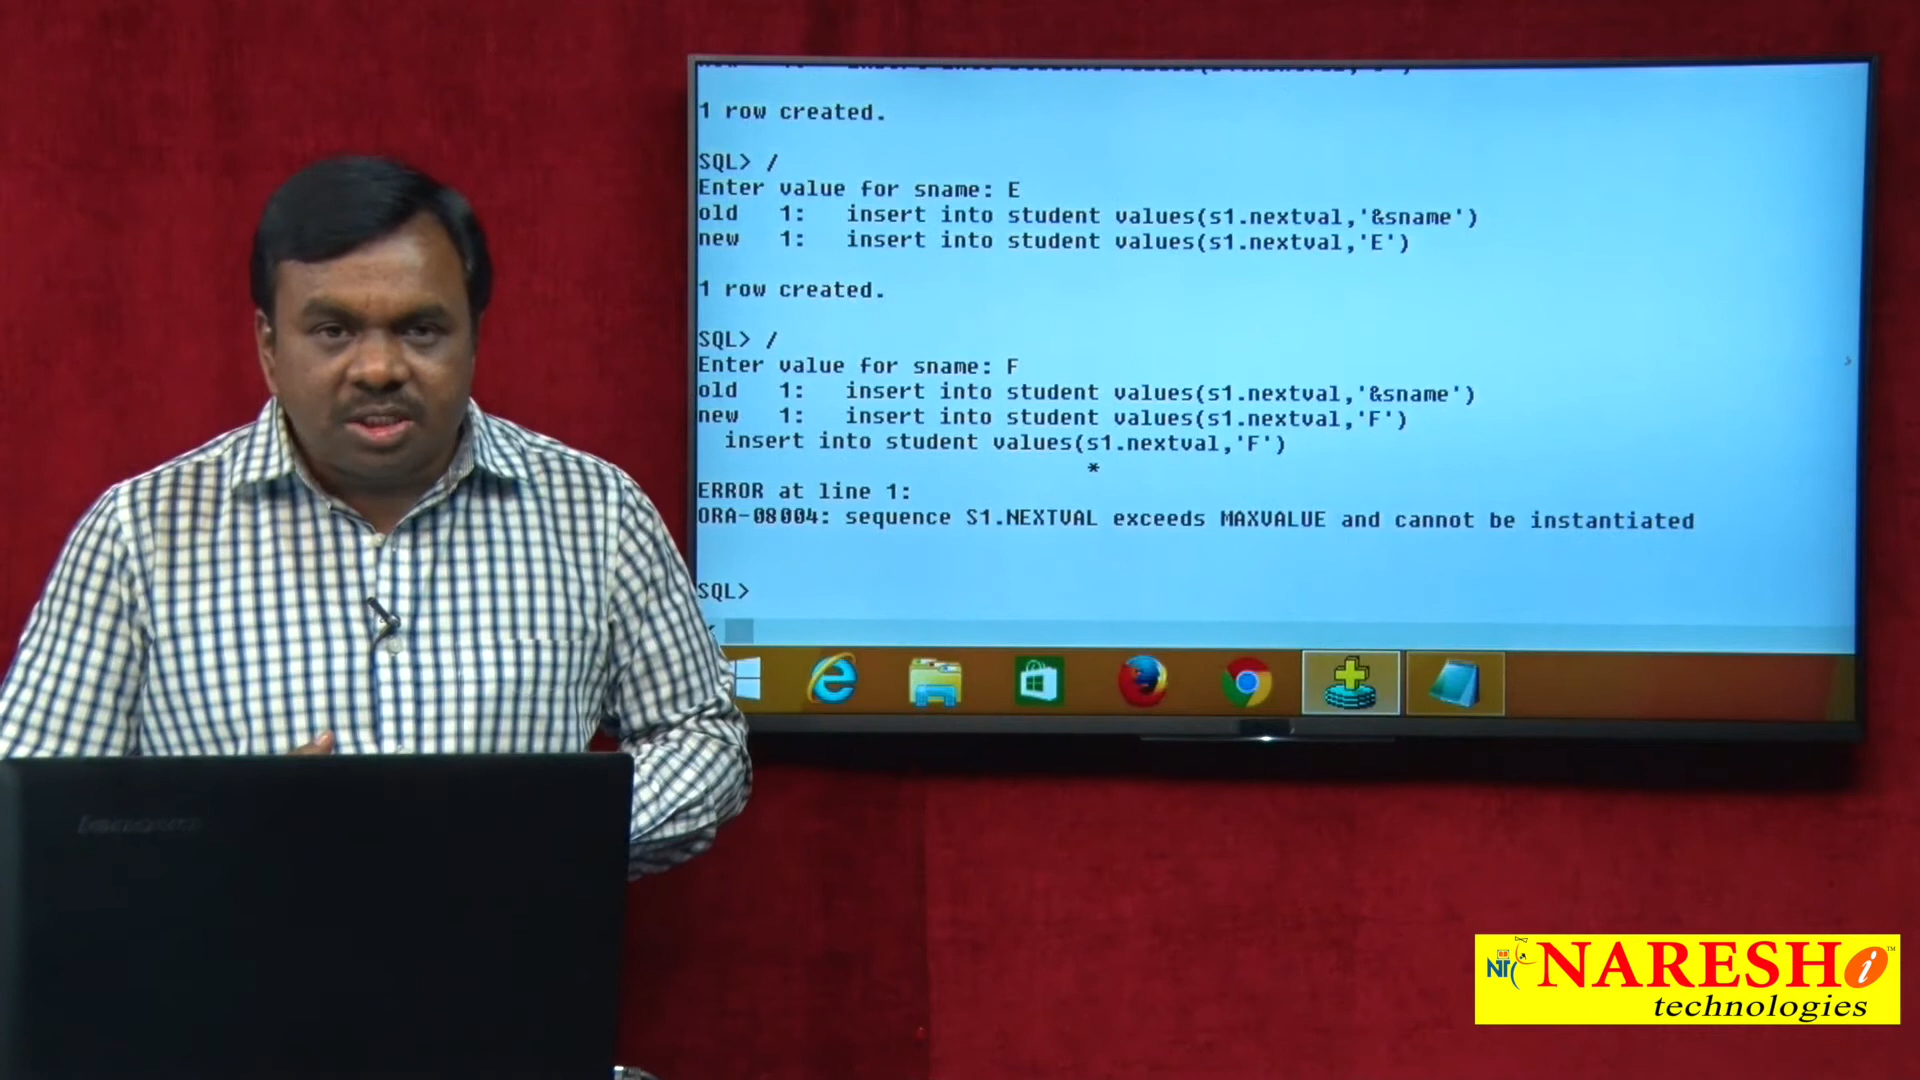 1 row created.
SQL> /
Enter value for sname: E
old 1: insert into student values(s1.nextval,'&sname')
new 1: insert into student values(s1.nextval,'E')
1 row created.
SQL> /
Enter value for sname: F
old 1: insert into student values(s1.nextval,'&sname')
new 1: insert into student values(s1.nextval,'F')
insert into student values(s1.nextval,'F')
*
ERROR at line 1:
ORA-08004: sequence S1.NEXTVAL exceeds MAXVALUE and cannot be instantiated
SQL>
NARESH i ™
technologies